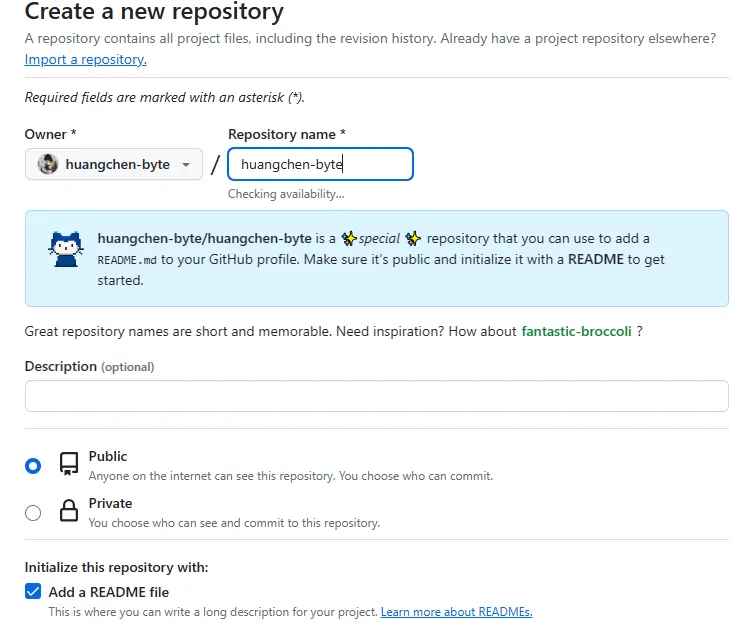 Create a new repository
A repository contains all project files, including the revision history. Already have a project repository elsewhere?
Import a repository.
Required fields are marked with an asterisk (*).
Owner * Repository name *
huangchen-byte / huangchen-byte
Checking availability...
huangchen-byte/huangchen-byte is a ✨special ✨ repository that you can use to add a
README.md to your GitHub profile. Make sure it's public and initialize it with a README to get
started.
Great repository names are short and memorable. Need inspiration? How about fantastic-broccoli ?
Description (optional)
Public
Anyone on the internet can see this repository. You choose who can commit.
Private
You choose who can see and commit to this repository.
Initialize this repository with:
Add a README file
This is where you can write a long description for your project. Learn more about READMEs.